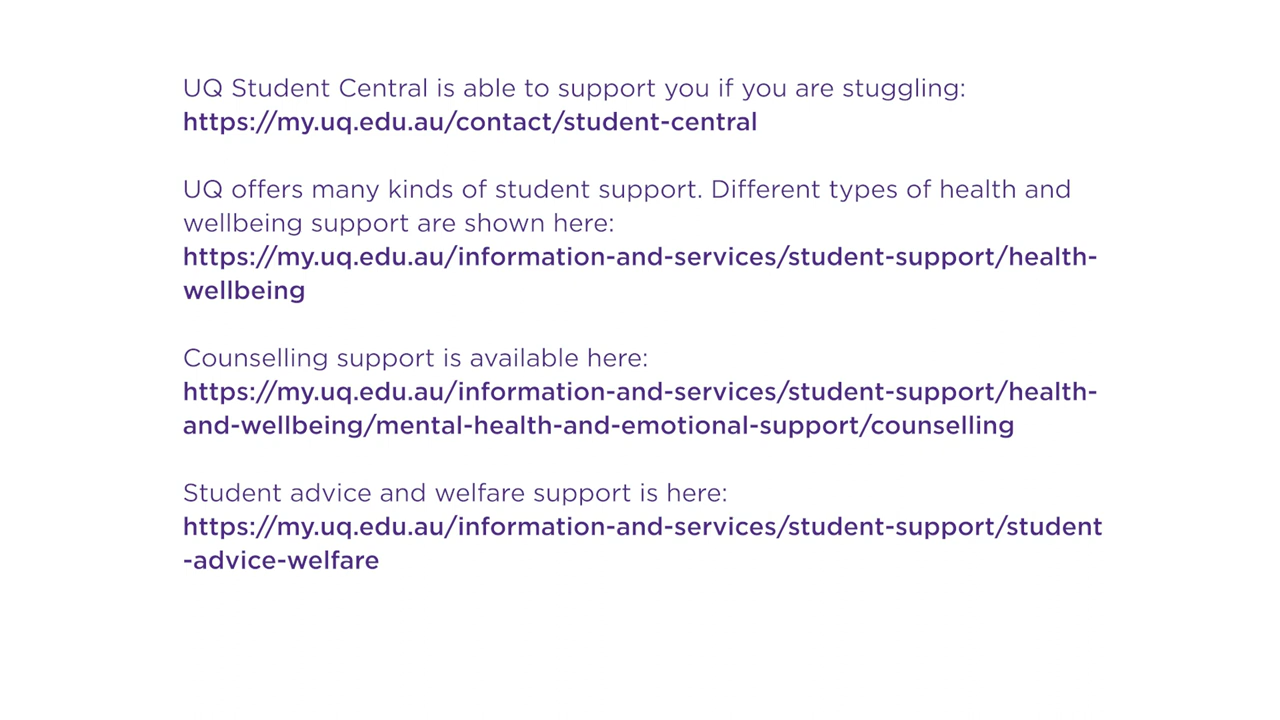 UQ Student Central is able to support you if you are stuggling:
https://my.uq.edu.au/contact/student-central
UQ offers many kinds of student support. Different types of health and
wellbeing support are shown here:
https://my.uq.edu.au/information-and-services/student-support/health-
wellbeing
Counselling support is available here:
https://my.uq.edu.au/information-and-services/student-support/health-
and-wellbeing/mental-health-and-emotional-support/counselling
Student advice and welfare support is here:
https://my.uq.edu.au/information-and-services/student-support/student
-advice-welfare